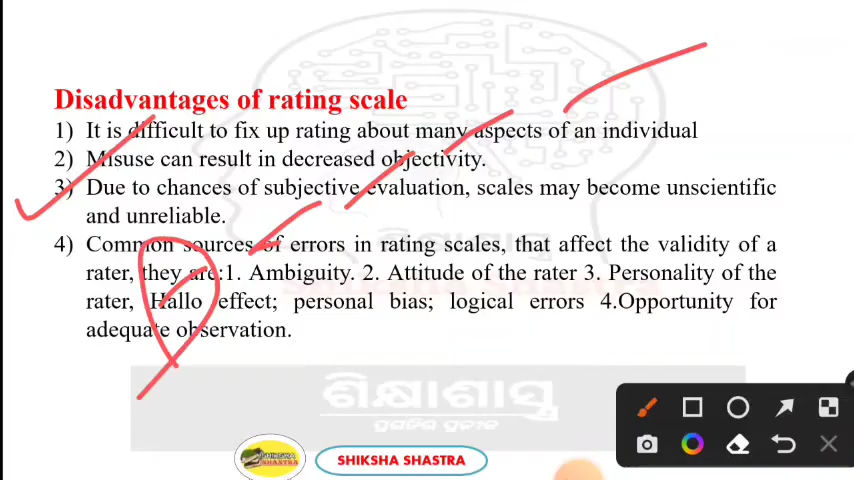 Disadvantages of rating scale
1) It is difficult to fix up rating about many aspects of an individual
2) Misuse can result in decreased objectivity.
3) Due to chances of subjective evaluation, scales may become unscientific
and unreliable.
4) Common sources of errors in rating scales, that affect the validity of a
rater, they are:1. Ambiguity. 2. Attitude of the rater 3. Personality of the
rater, Hallo effect; personal bias; logical errors 4.Opportunity for
adequate observation.
ଶିକ୍ଷାଶାସ୍ତ୍ର
SHIKSHA SHASTRA